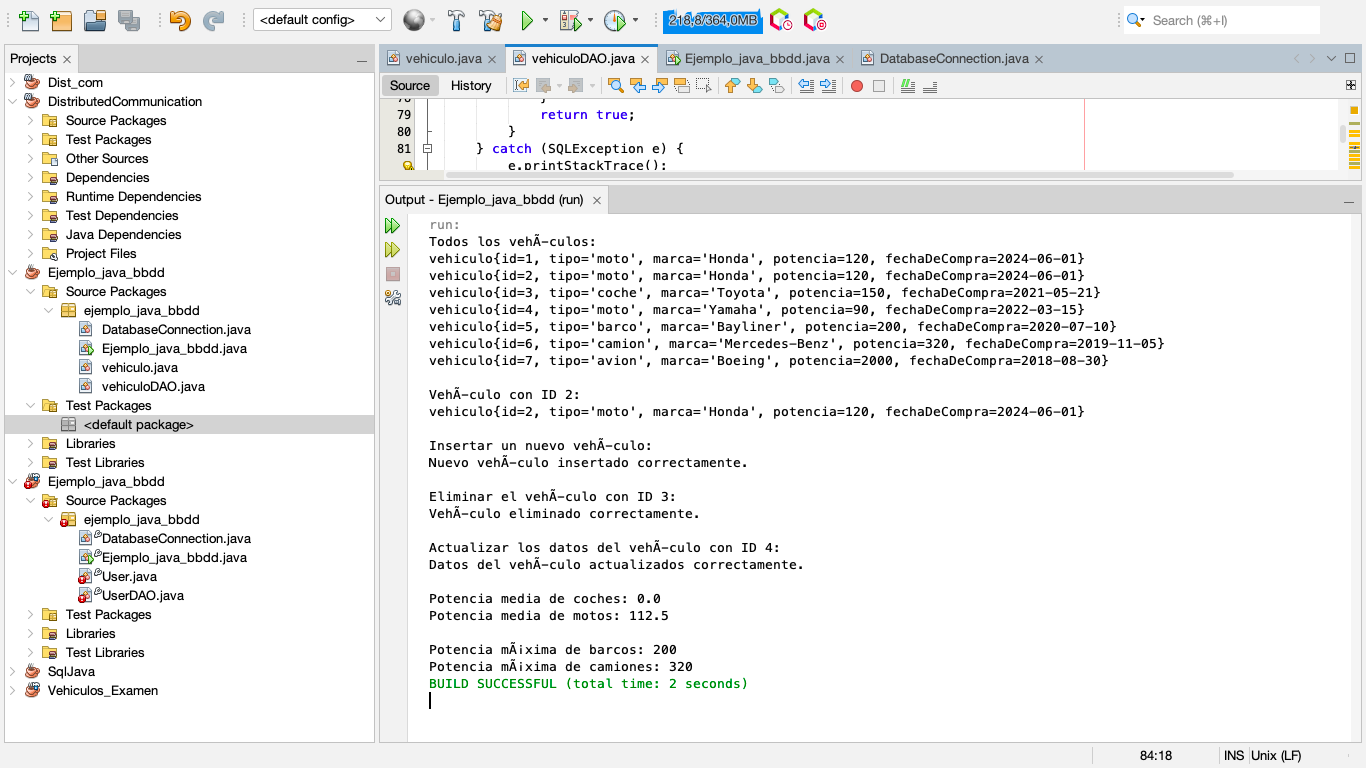 <default config>
218,8/364,0MB
Search (⌘+I)
Projects
Dist_com
DistributedCommunication
Source Packages
Test Packages
Other Sources
Dependencies
Runtime Dependencies
Test Dependencies
Java Dependencies
Project Files
Ejemplo_java_bbdd
Source Packages
ejemplo_java_bbdd
DatabaseConnection.java
Ejemplo_java_bbdd.java
vehiculo.java
vehiculoDAO.java
Test Packages
<default package>
Libraries
Test Libraries
Ejemplo_java_bbdd
Source Packages
ejemplo_java_bbdd
DatabaseConnection.java
Ejemplo_java_bbdd.java
User.java
UserDAO.java
Test Packages
Libraries
Test Libraries
SqlJava
Vehiculos_Examen
vehiculo.java
vehiculoDAO.java
Ejemplo_java_bbdd.java
DatabaseConnection.java
Source
History
78 }
79 return true;
80 }
81 } catch (SQLException e) {
e.printStackTrace();
Output - Ejemplo_java_bbdd (run)
run:
Todos los vehÃ-culos:
vehiculo{id=1, tipo='moto', marca='Honda', potencia=120, fechaDeCompra=2024-06-01}
vehiculo{id=2, tipo='moto', marca='Honda', potencia=120, fechaDeCompra=2024-06-01}
vehiculo{id=3, tipo='coche', marca='Toyota', potencia=150, fechaDeCompra=2021-05-21}
vehiculo{id=4, tipo='moto', marca='Yamaha', potencia=90, fechaDeCompra=2022-03-15}
vehiculo{id=5, tipo='barco', marca='Bayliner', potencia=200, fechaDeCompra=2020-07-10}
vehiculo{id=6, tipo='camion', marca='Mercedes-Benz', potencia=320, fechaDeCompra=2019-11-05}
vehiculo{id=7, tipo='avion', marca='Boeing', potencia=2000, fechaDeCompra=2018-08-30}
VehÃ-culo con ID 2:
vehiculo{id=2, tipo='moto', marca='Honda', potencia=120, fechaDeCompra=2024-06-01}
Insertar un nuevo vehÃ-culo:
Nuevo vehÃ-culo insertado correctamente.
Eliminar el vehÃ-culo con ID 3:
VehÃ-culo eliminado correctamente.
Actualizar los datos del vehÃ-culo con ID 4:
Datos del vehÃ-culo actualizados correctamente.
Potencia media de coches: 0.0
Potencia media de motos: 112.5
Potencia mÃ¡xima de barcos: 200
Potencia mÃ¡xima de camiones: 320
BUILD SUCCESSFUL (total time: 2 seconds)
84:18
INS
Unix (LF)